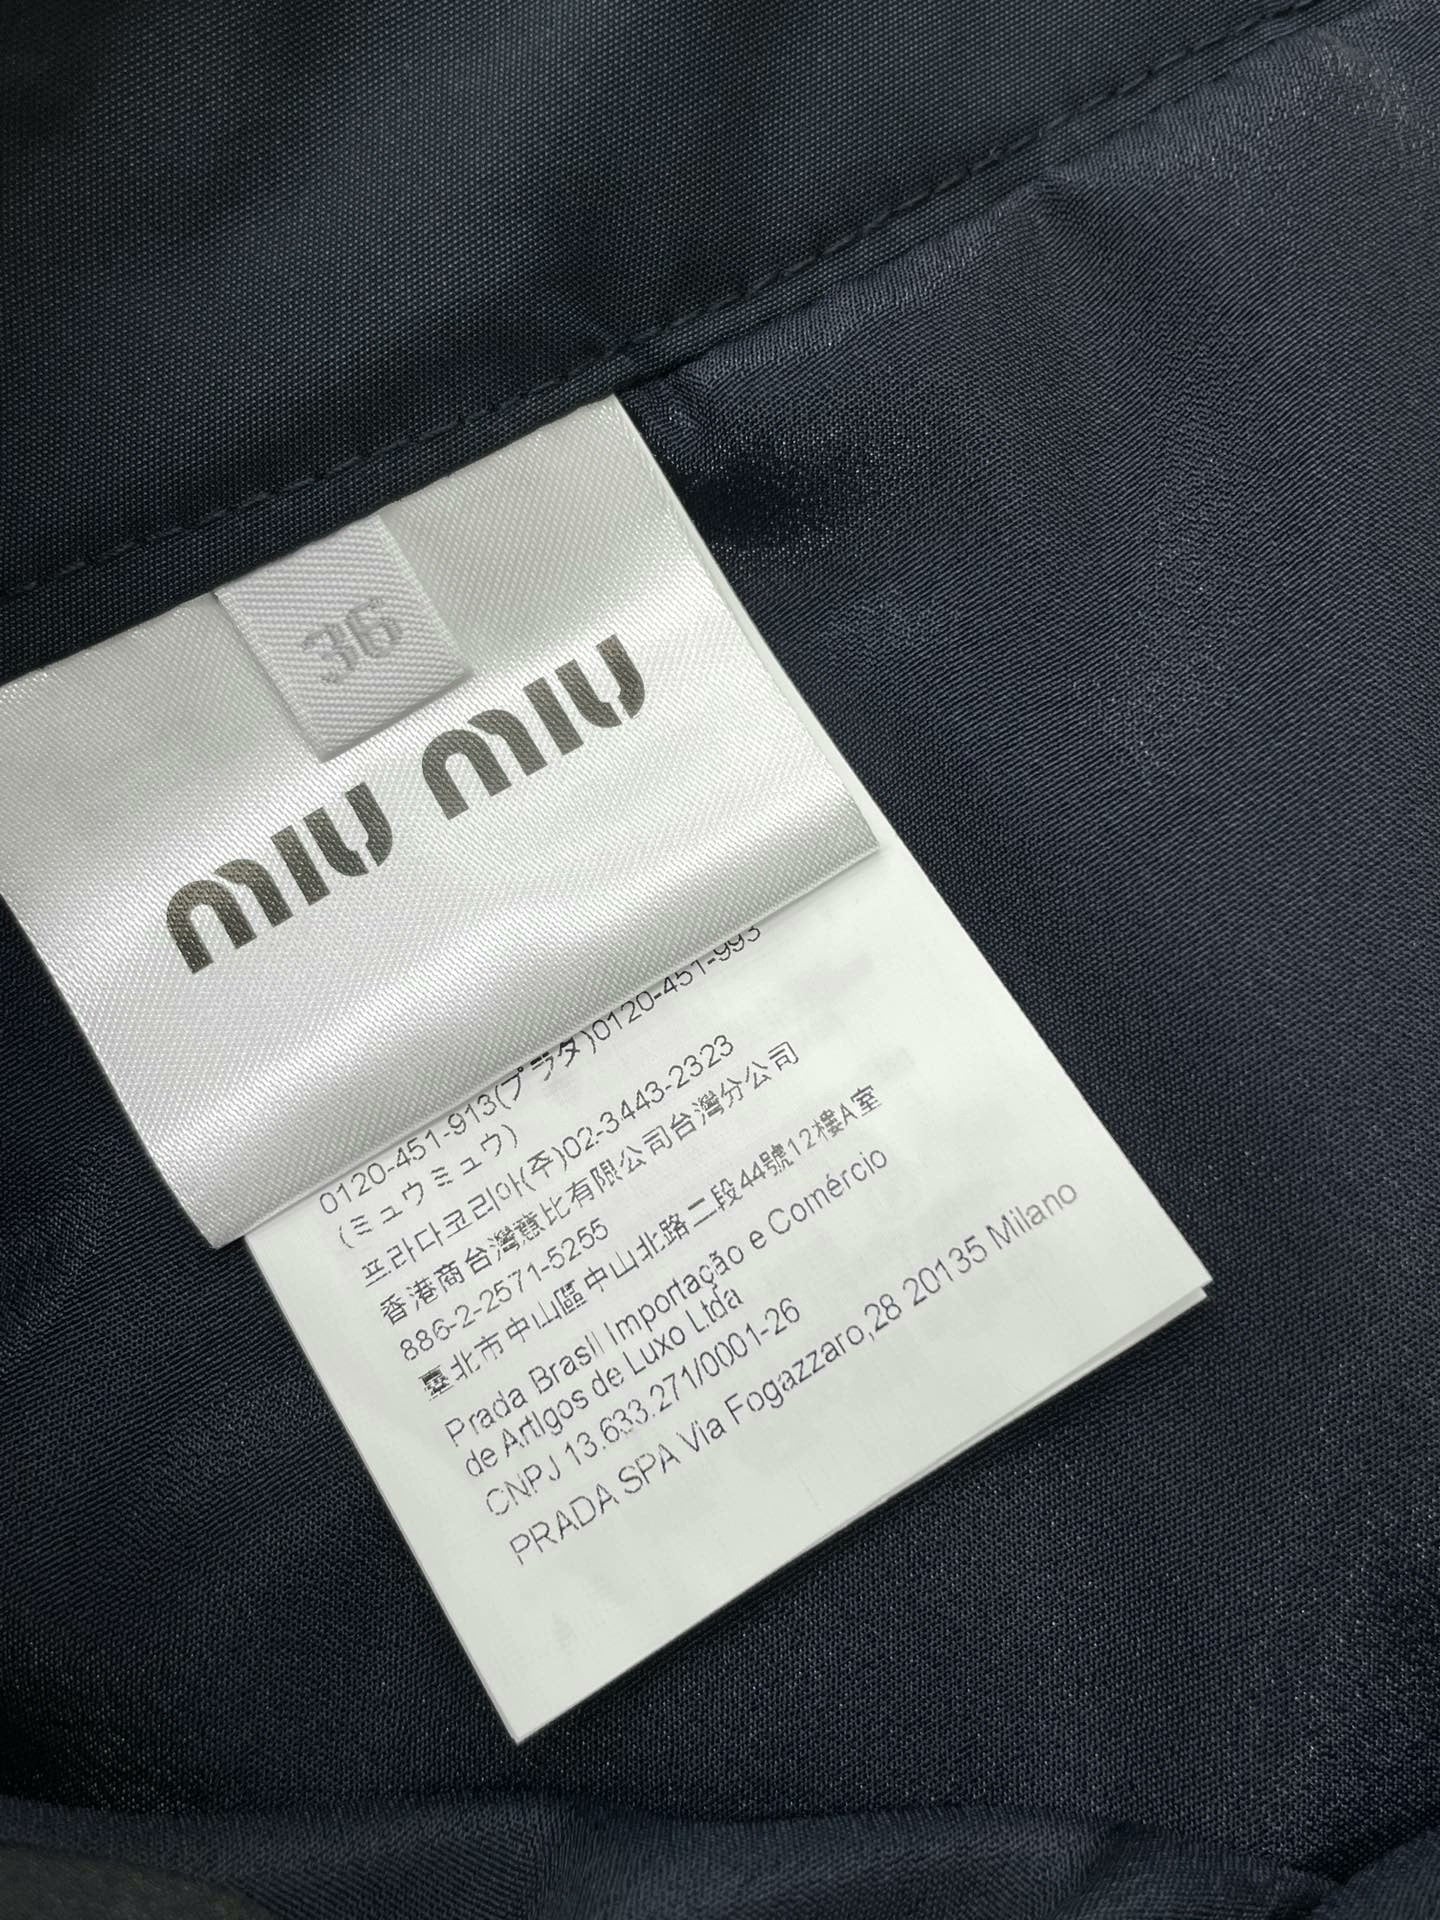 36
miu miu
0120-451-913(プラダ)0120-451-993
(ミュウミュウ)
프라다코리아(주)02-3443-2323
香港商台灣薏比有限公司台灣分公司
886-2-2571-5255
臺北市中山區中山北路二段44號12樓A室
Prada Brasil Importação e Comércio
de Artigos de Luxo Ltda
CNPJ 13.633.271/0001-26
PRADA SPA Via Fogazzaro,28 20135 Milano